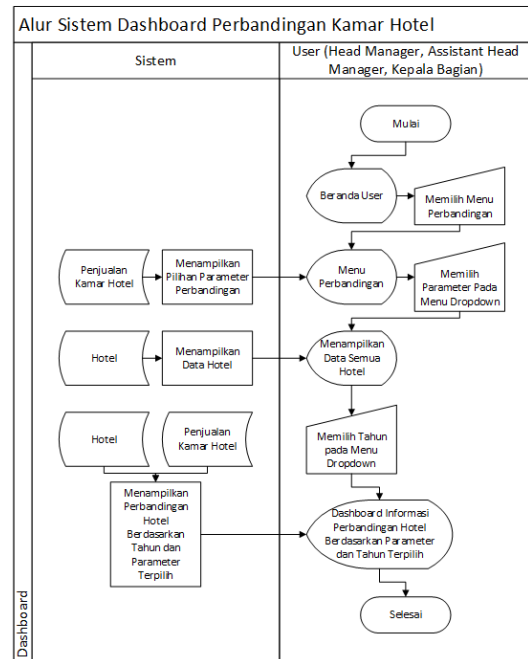 Alur Sistem Dashboard Perbandingan Kamar Hotel
Sistem
User (Head Manager, Assistant Head
Manager, Kepala Bagian)
Mulai
Beranda User
Memilih Menu
Perbandingan
Penjualan
Kamar Hotel
Menampilkan
Pilihan Parameter
Perbandingan
Menu
Perbandingan
Memilih
Parameter Pada
Menu Dropdown
Hotel
Menampilkan
Data Hotel
Menampilkan
Data Semua
Hotel
Hotel
Penjualan
Kamar Hotel
Memilih Tahun
pada Menu
Dropdown
Menampilkan
Perbandingan
Hotel
Berdasarkan
Tahun dan
Parameter
Terpilih
Dashboard Informasi
Perbandingan Hotel
Berdasarkan Parameter
dan Tahun Terpilih
Selesai
Dashboard